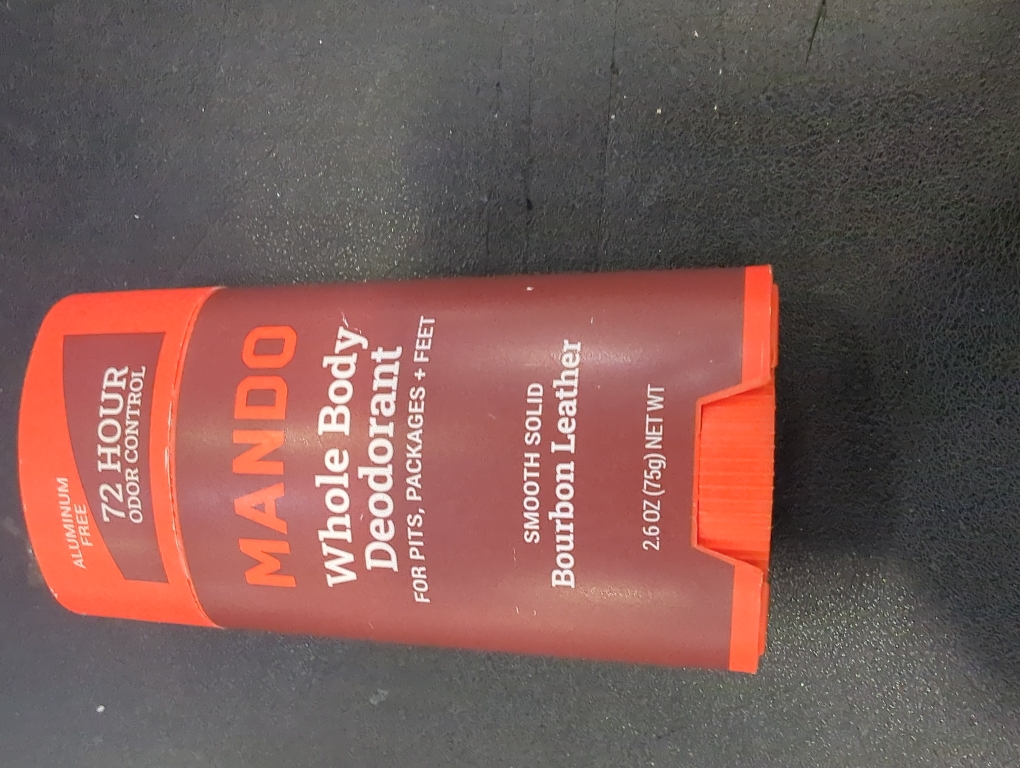 ALUMINUM
FREE
72 HOUR
ODOR CONTROL
MANDO
Whole Body
Deodorant
FOR PITS, PACKAGES + FEET
SMOOTH SOLID
Bourbon Leather
2.6 OZ (75g) NET WT